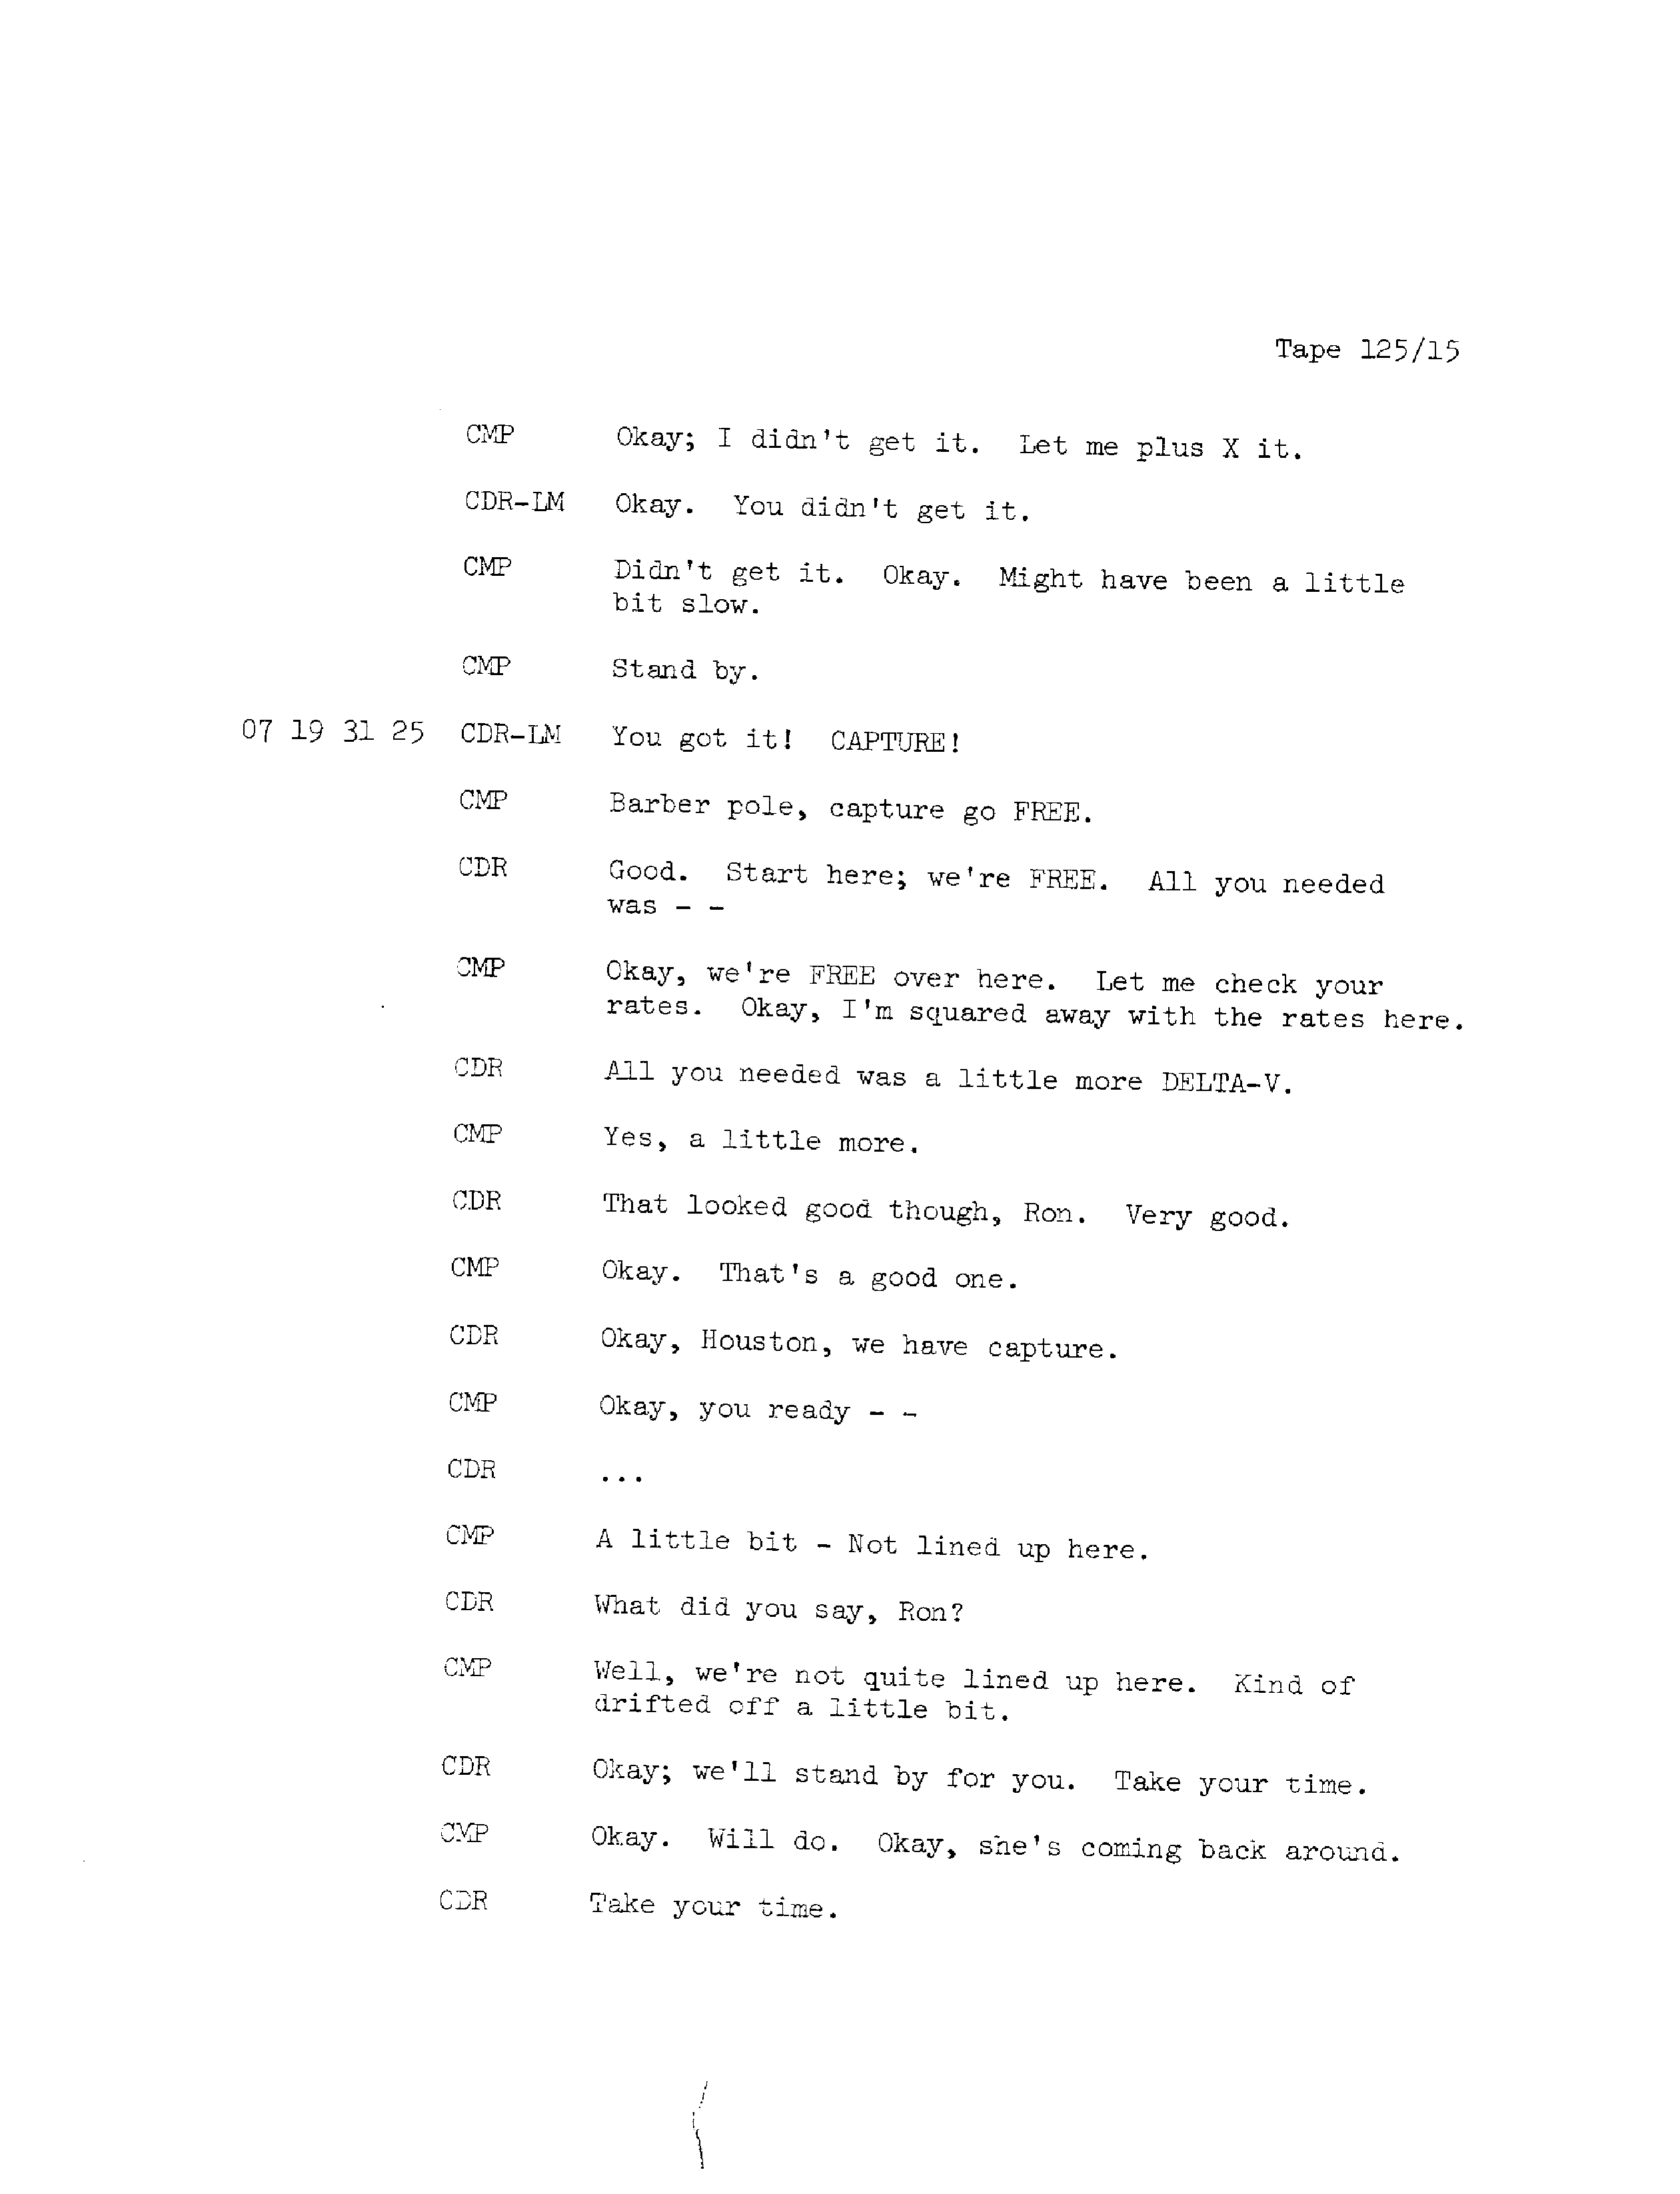 Tape 125/15
CMP Okay; I didn't get it. Let me plus X it.
CDR-LM Okay. You didn't get it.
CMP Didn't get it. Okay. Might have been a little
bit slow.
CMP Stand by.
07 19 31 25 CDR-LM You got it! CAPTURE!
CMP Barber pole, capture go FREE.
CDR Good. Start here; we're FREE. All you needed
was - -
CMP Okay, we're FREE over here. Let me check your
rates. Okay, I'm squared away with the rates here.
CDR All you needed was a little more DELTA-V.
CMP Yes, a little more.
CDR That looked good though, Ron. Very good.
CMP Okay. That's a good one.
CDR Okay, Houston, we have capture.
CMP Okay, you ready - -
CDR ...
CMP A little bit - Not lined up here.
CDR What did you say, Ron?
CMP Well, we're not quite lined up here. Kind of
drifted off a little bit.
CDR Okay; we'll stand by for you. Take your time.
CMP Okay. Will do. Okay, she's coming back around.
CDR Take your time.